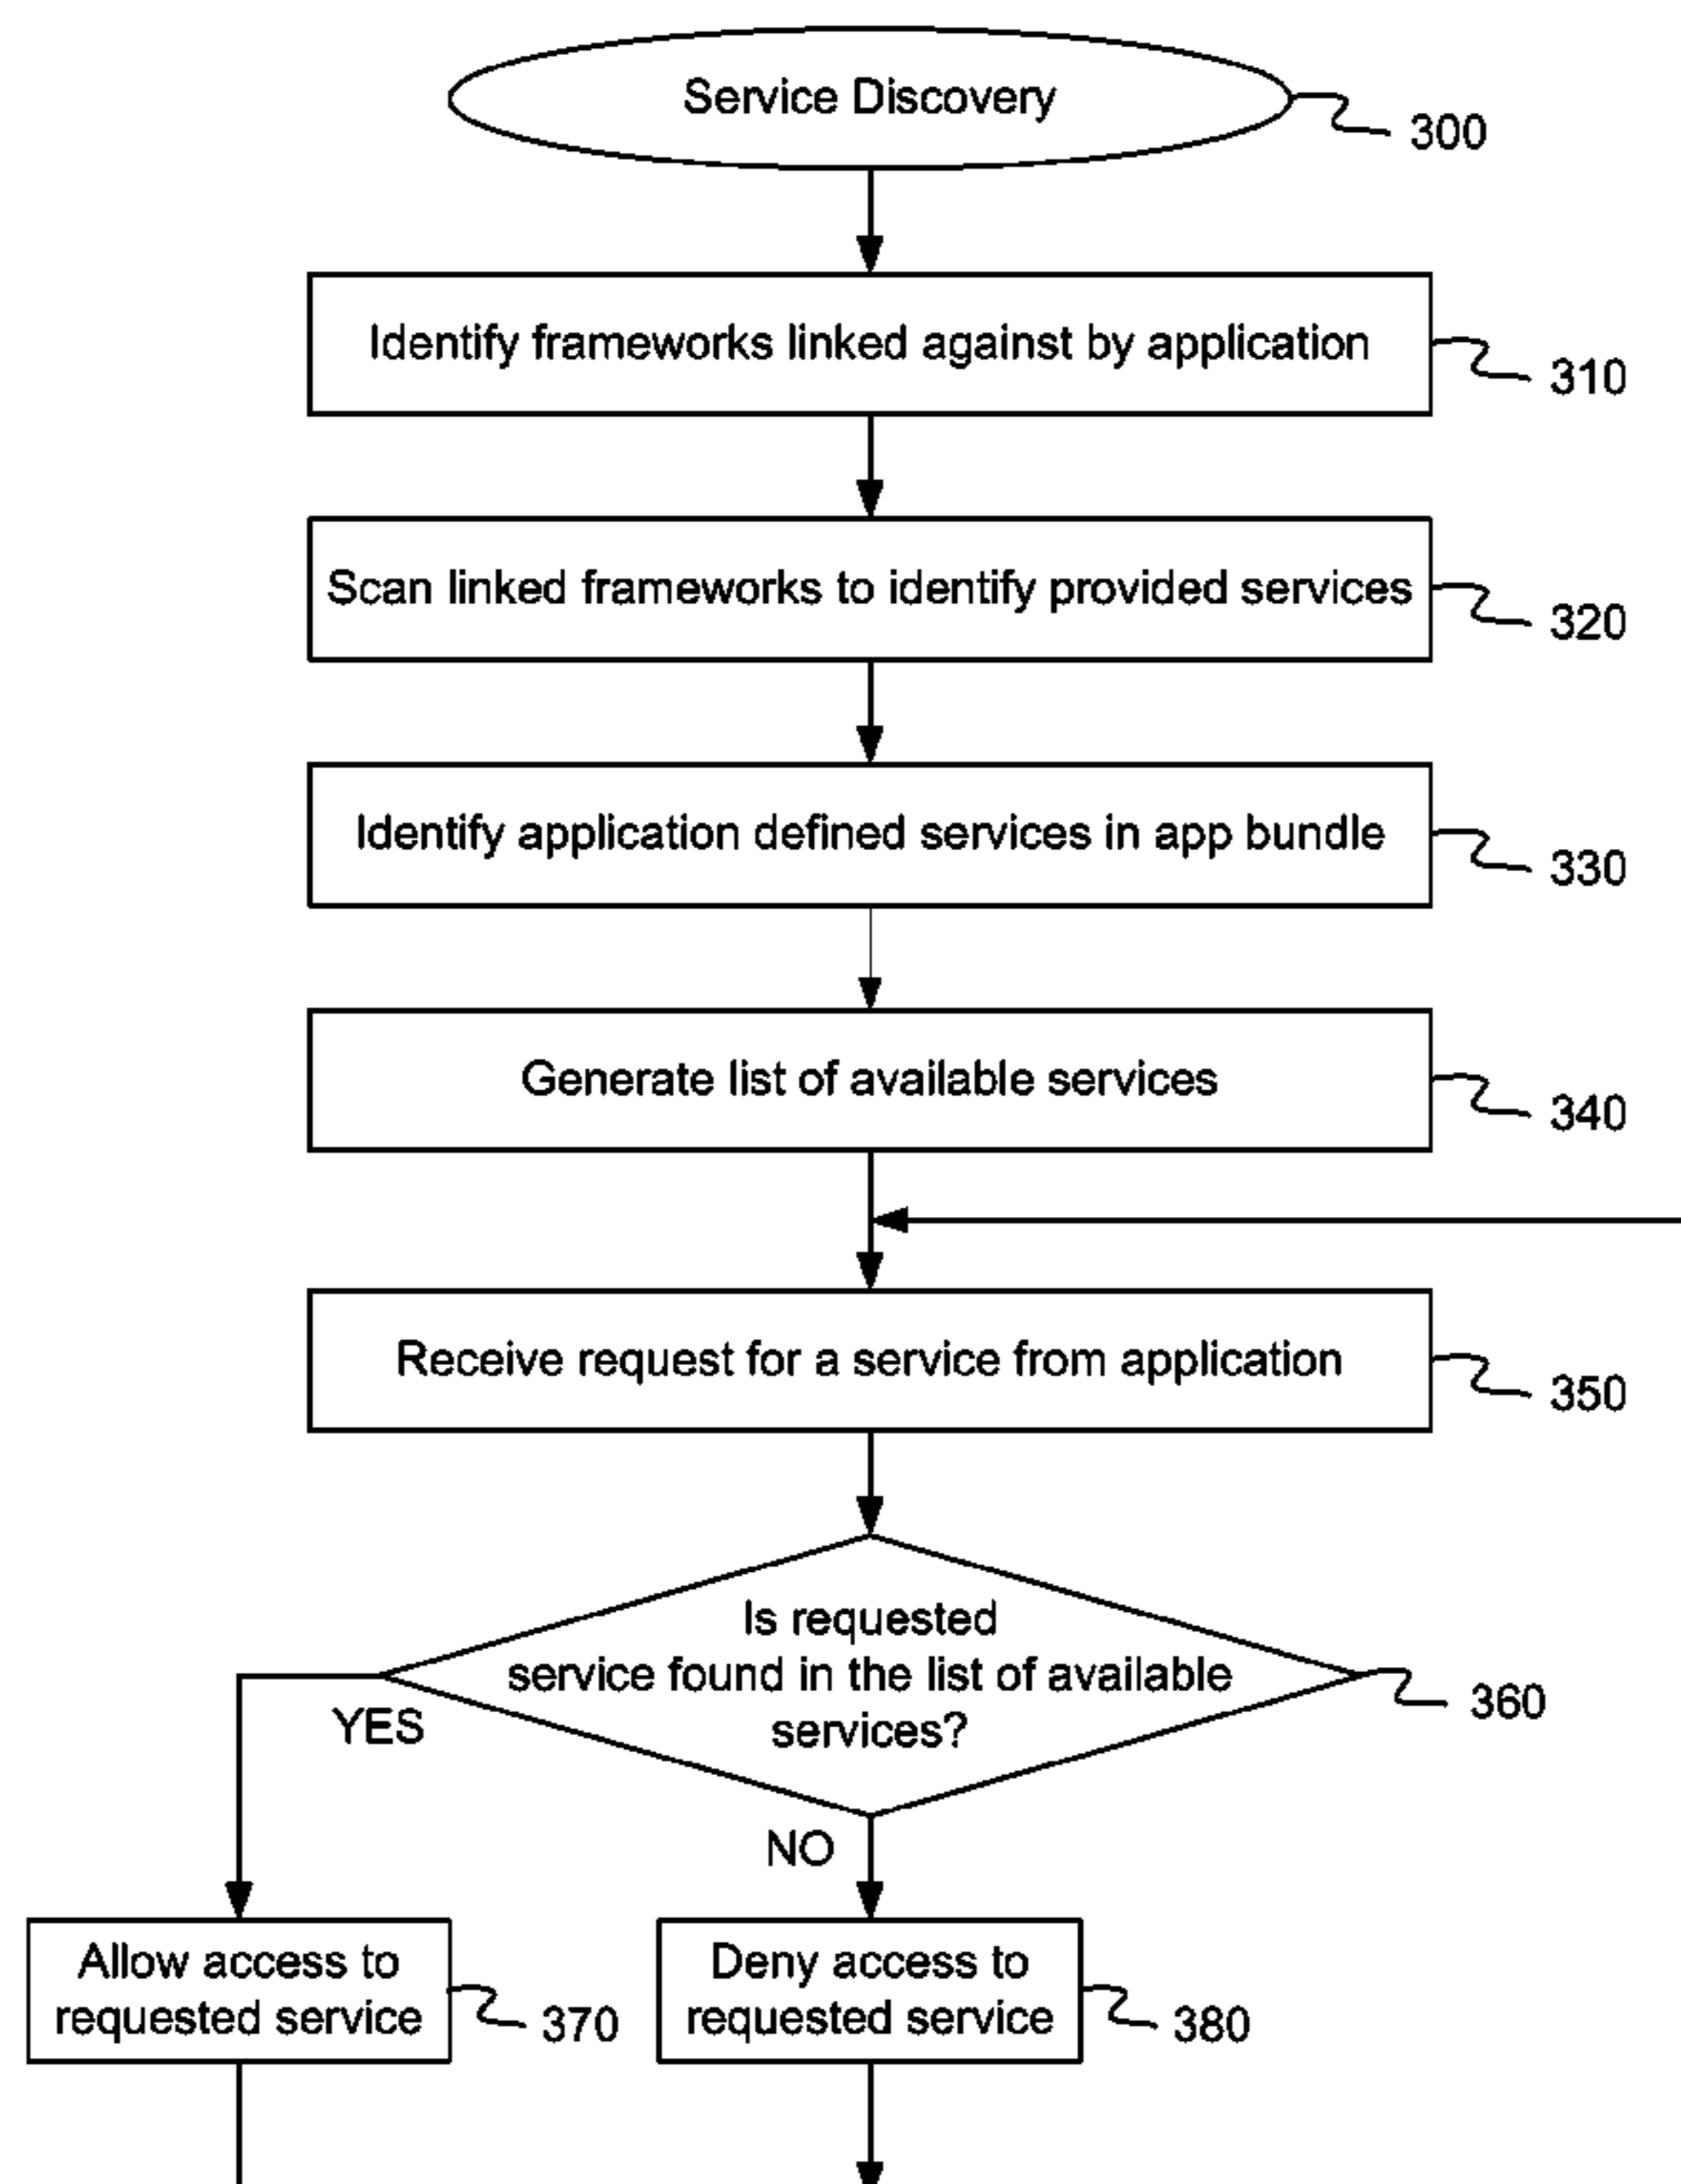 Service Discovery
300
Identify frameworks linked against by application
310
Scan linked frameworks to identify provided services
320
Identify application defined services in app bundle
330
Generate list of available services
340
Receive request for a service from application
350
Is requested
service found in the list of available
services?
360
YES
NO
Allow access to
requested service
370
Deny access to
requested service
380